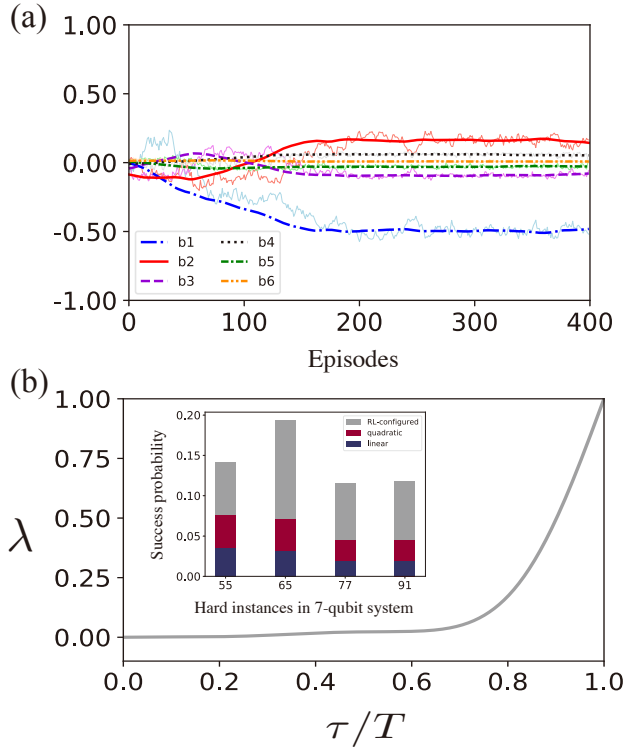 (a)
1.00
0.50
0.00
-0.50
-1.00
b1 b4
b2 b5
b3 b6
0 100 200 300 400
Episodes
(b)
1.00
0.75
0.50
0.25
0.00
λ
0.20
0.15
0.10
0.05
0.00
Success probability
RL-configured
quadratic
linear
55 65 77 91
Hard instances in 7-qubit system
0.0 0.2 0.4 0.6 0.8 1.0
τ/T